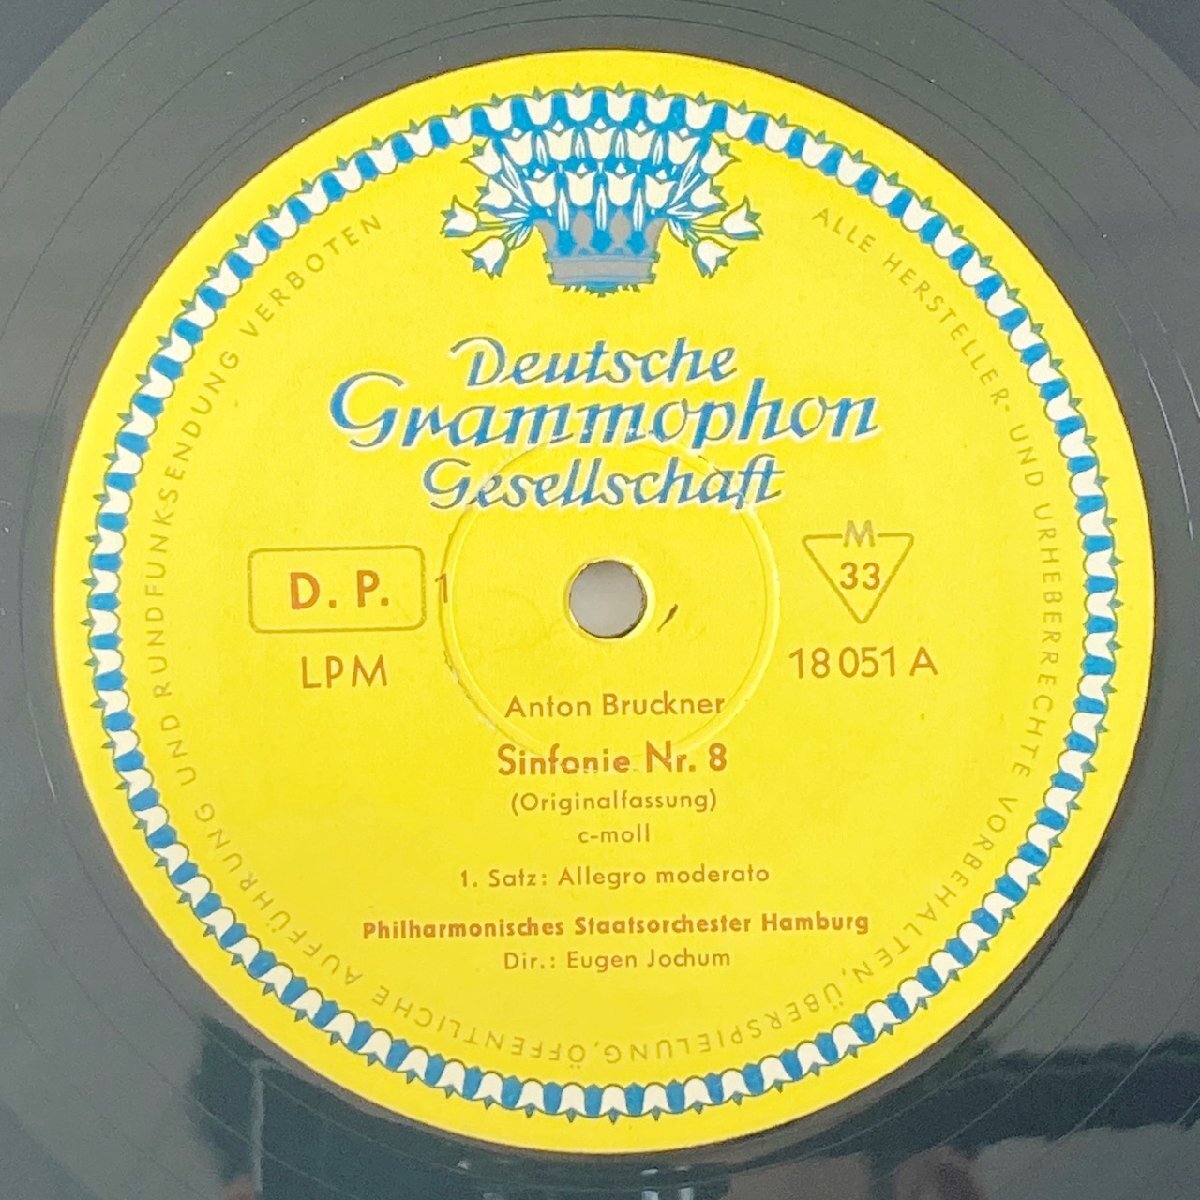 Deutsche
Grammophon
Gesellschaft
D. P. 1
LPM
M
33
18 051 A
Anton Bruckner
Sinfonie Nr. 8
(Originalfassung)
c-moll
1. Satz: Allegro moderato
Philharmonisches Staatsorchester Hamburg
Dir.: Eugen Jochum
ALLE HERSTELLER- UND URHEBERRECHTE VORBEHALTEN, ÜBERSPIELUNG, ÖFFENTLICHE AUFFÜHRUNG UND RUNDFUNKSENDUNG VERBOTEN